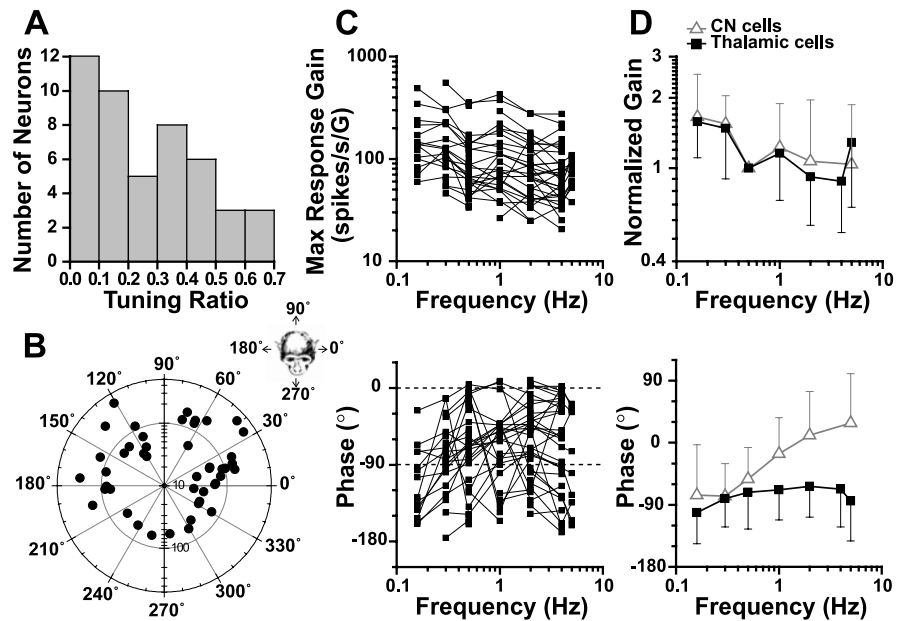 A
Number of Neurons
12
10
8
6
4
2
0
0.0 0.1 0.2 0.3 0.4 0.5 0.6 0.7
Tuning Ratio
B
90°
60°
30°
0°
330°
300°
270°
240°
210°
180°
150°
120°
10
100
90°
180°
0°
270°
C
Max Response Gain
(spikes/s/G)
1000
100
10
0.1 1 10
Frequency (Hz)
Phase (°)
0
-90
-180
0.1 1 10
Frequency (Hz)
D
CN cells
Thalamic cells
Normalized Gain
3
2
1
0.4
0.1 1 10
Frequency (Hz)
Phase (°)
90
0
-90
-180
0.1 1 10
Frequency (Hz)